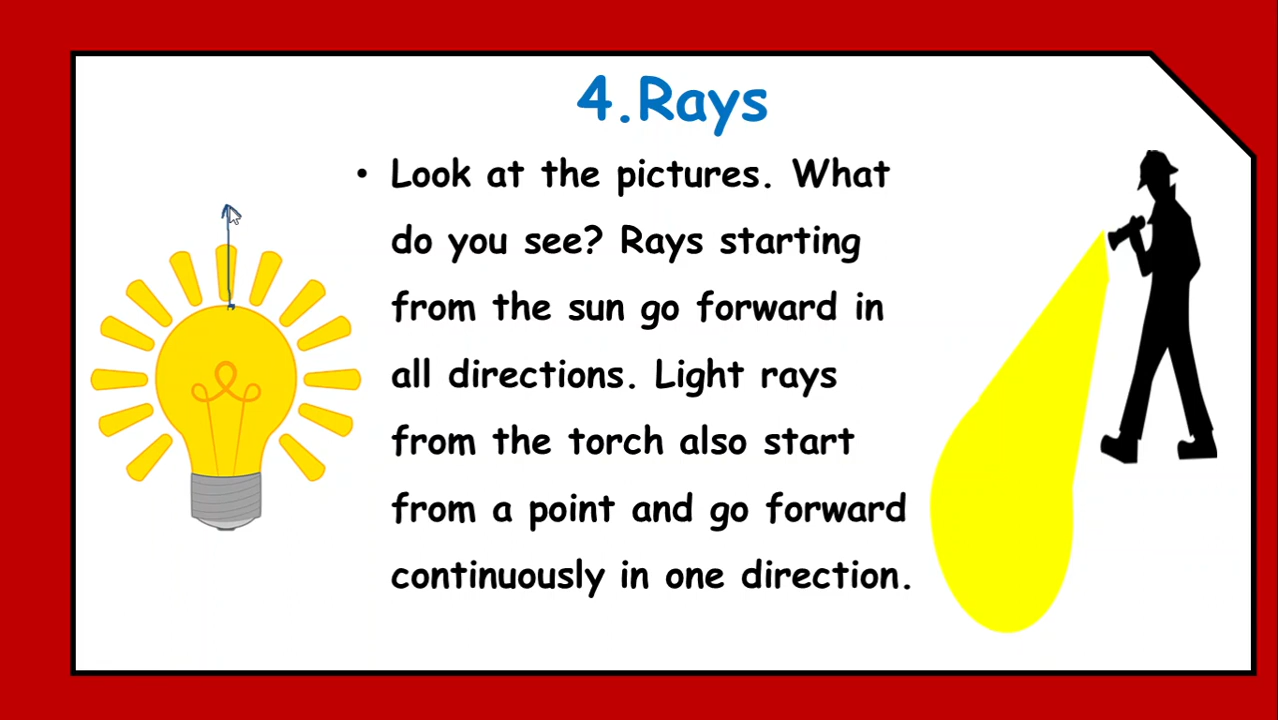 4.Rays
• Look at the pictures. What
do you see? Rays starting
from the sun go forward in
all directions. Light rays
from the torch also start
from a point and go forward
continuously in one direction.